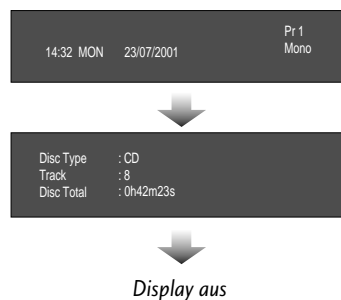 Pr 1
14:32 MON 23/07/2001 Mono
Disc Type : CD
Track : 8
Disc Total : 0h42m23s
Display aus